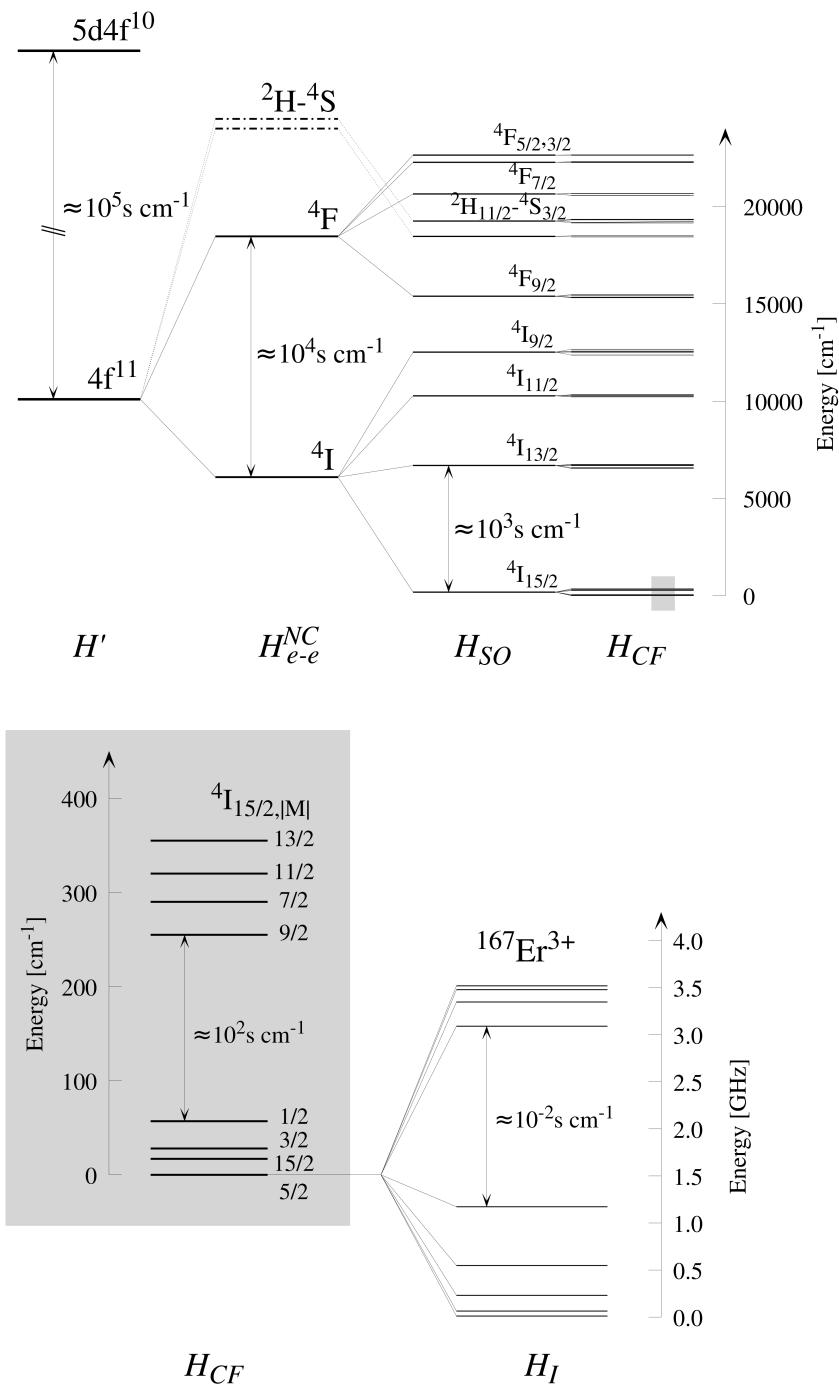 5d4f¹⁰
²H-⁴S
⁴F5/2,3/2
⁴F7/2
≈10⁵s cm⁻¹
⁴F
²H11/2-⁴S3/2
20000
⁴F9/2
15000
≈10⁴s cm⁻¹
⁴I9/2
4f¹¹
⁴I11/2
10000
Energy [cm⁻¹]
⁴I
⁴I13/2
5000
≈10³s cm⁻¹
⁴I15/2
0
H'
H e-e NC
H SO
H CF
400
⁴I15/2,|M|
13/2
11/2
300
7/2
9/2
Energy [cm⁻¹]
200
≈10²s cm⁻¹
100
1/2
3/2
15/2
0
5/2
¹⁶⁷Er³⁺
4.0
3.5
3.0
2.5
≈10⁻²s cm⁻¹
2.0
Energy [GHz]
1.5
1.0
0.5
0.0
H CF
H I